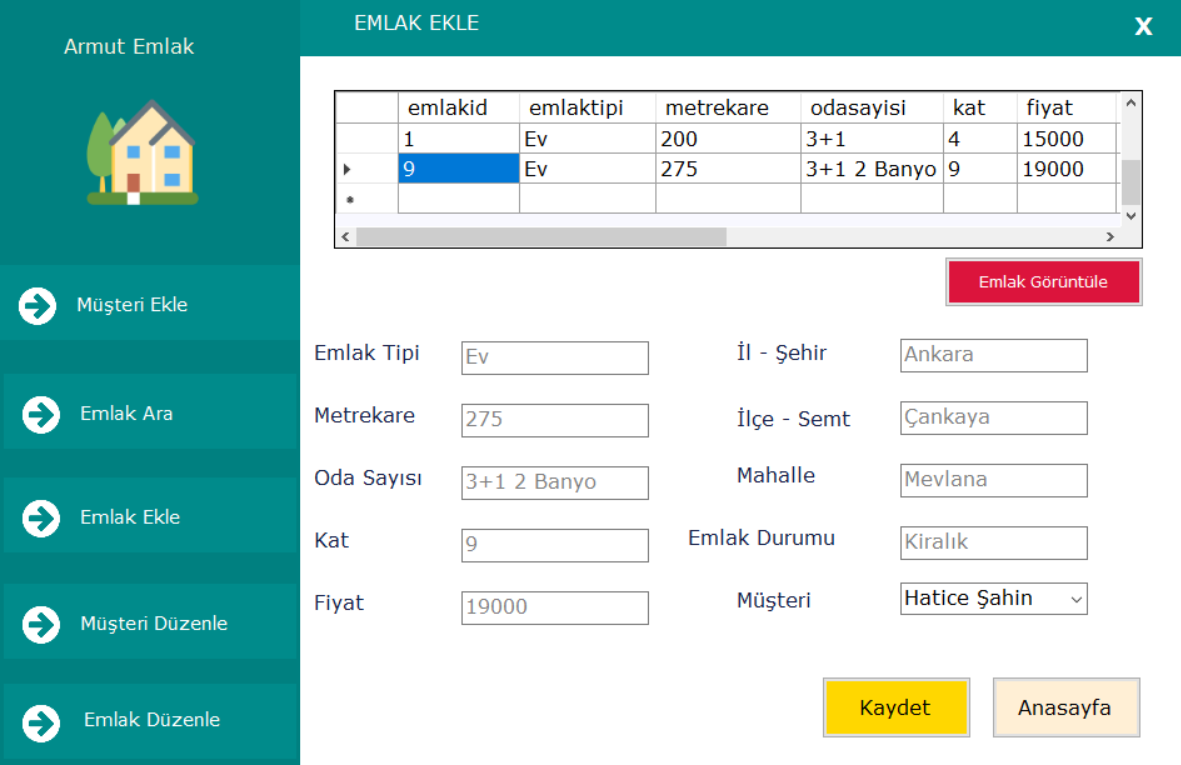 Armut Emlak
Müşteri Ekle
Emlak Ara
Emlak Ekle
Müşteri Düzenle
Emlak Düzenle
EMLAK EKLE X
emlakid emlaktipi metrekare odasayisi kat fiyat
1 Ev 200 3+1 4 15000
9 Ev 275 3+1 2 Banyo 9 19000
Emlak Görüntüle
Emlak Tipi Ev İl - Şehir Ankara
Metrekare 275 İlçe - Semt Çankaya
Oda Sayısı 3+1 2 Banyo Mahalle Mevlana
Kat 9 Emlak Durumu Kiralık
Fiyat 19000 Müşteri Hatice Şahin
Kaydet Anasayfa